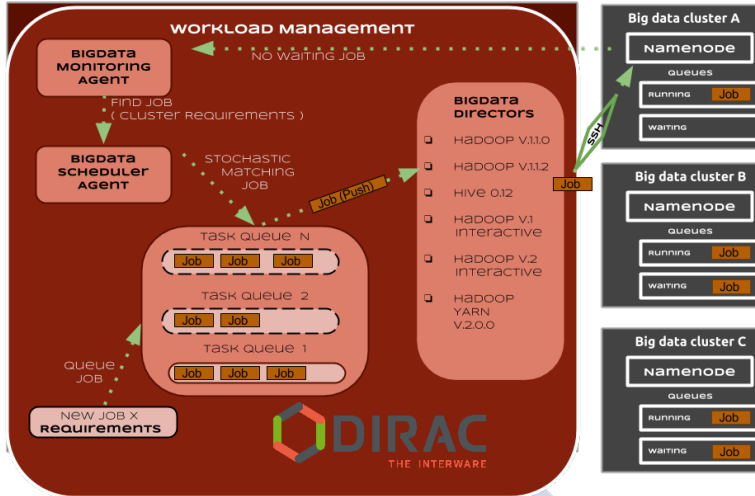 WORKLOAD MANAGEMENT
BIGDATA
MONITORING
AGENT
NO WAITING JOB
FIND JOB
( CLUSTER REQUIREMENTS )
BIGDATA
SCHEDULER
AGENT
STOCHASTIC
MATCHING
JOB
Job (Push)
TASK QUEUE N
Job Job Job
TASK QUEUE 2
Job Job
TASK QUEUE 1
Job Job Job
QUEUE
JOB
NEW JOB X
REQUIREMENTS
BIGDATA
DIRECTORS
HADOOP V.1.1.0
HADOOP V.1.1.2
HIVE 0.12
HADOOP V.1
INTERACTIVE
HADOOP V.2
INTERACTIVE
HADOOP
YARN
V.2.0.0
Job
SSH
DIRAC
THE INTERWARE
Big data cluster A
NAMENODE
QUEUES
RUNNING Job
WAITING
Big data cluster B
NAMENODE
QUEUES
RUNNING Job
WAITING Job
Big data cluster C
NAMENODE
QUEUES
RUNNING Job
WAITING Job